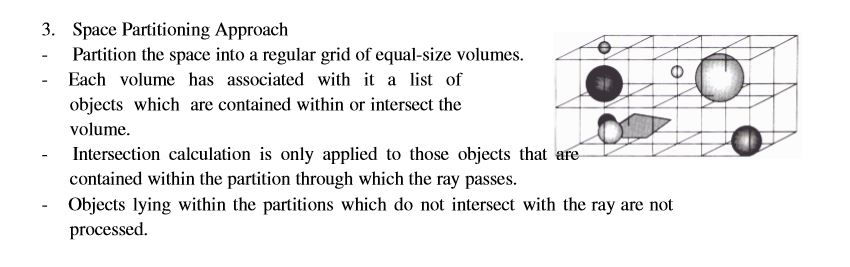 3. Space Partitioning Approach
- Partition the space into a regular grid of equal-size volumes.
- Each volume has associated with it a list of
objects which are contained within or intersect the
volume.
- Intersection calculation is only applied to those objects that are
contained within the partition through which the ray passes.
- Objects lying within the partitions which do not intersect with the ray are not
processed.